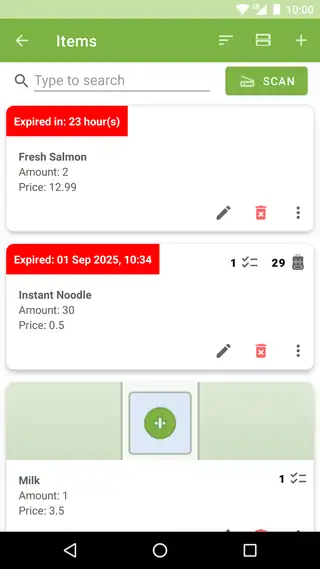 10:00
Items
Type to search
SCAN
Expired in: 23 hour(s)
Fresh Salmon
Amount: 2
Price: 12.99
Expired: 01 Sep 2025, 10:34
1
29
Instant Noodle
Amount: 30
Price: 0.5
Milk
1
Amount: 1
Price: 3.5